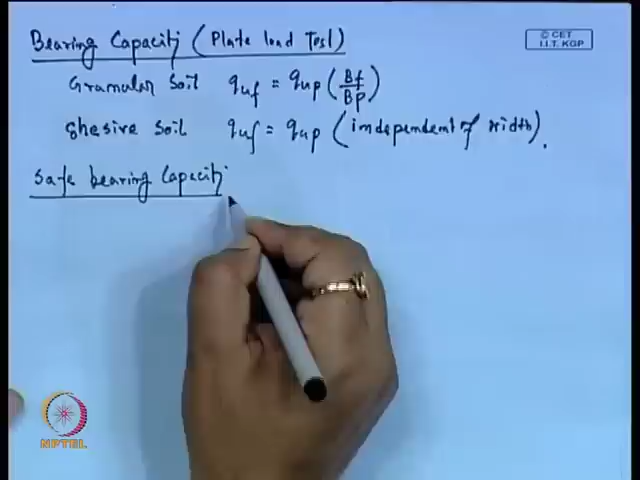 Bearing Capacity (Plate load Test)
© CET
I.I.T. KGP
Granular Soil quf = qup (Bf/Bp)
Cohesive Soil quf = qup (independent of width).
Safe bearing Capacity
NPTEL